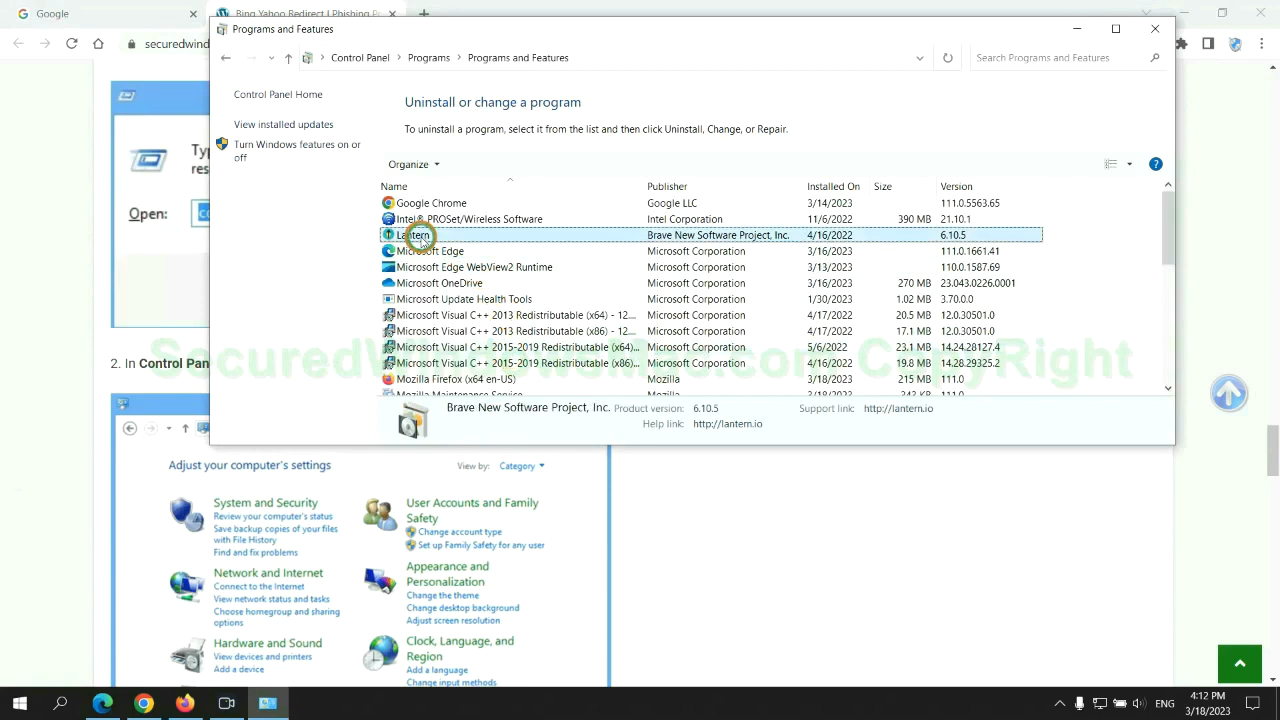 Google
Bing Yahoo Redirect | Phishing P
Programs and Features
securedwind
Control Panel
Programs
Programs and Features
Search Programs and Features
Control Panel Home
View installed updates
Turn Windows features on or
off
Uninstall or change a program
To uninstall a program, select it from the list and then click Uninstall, Change, or Repair.
Organize
Name Publisher Installed On Size Version
Google Chrome Google LLC 3/14/2023 111.0.5563.65
Intel® PROSet/Wireless Software Intel Corporation 11/6/2022 390 MB 21.10.1
Lantern Brave New Software Project, Inc. 4/16/2022 6.10.5
Microsoft Edge Microsoft Corporation 3/16/2023 111.0.1661.41
Microsoft Edge WebView2 Runtime Microsoft Corporation 3/13/2023 110.0.1587.69
Microsoft OneDrive Microsoft Corporation 3/16/2023 270 MB 23.043.0226.0001
Microsoft Update Health Tools Microsoft Corporation 1/30/2023 1.02 MB 3.70.0.0
Microsoft Visual C++ 2013 Redistributable (x64) - 12.... Microsoft Corporation 4/17/2022 20.5 MB 12.0.30501.0
Microsoft Visual C++ 2013 Redistributable (x86) - 12.... Microsoft Corporation 4/17/2022 17.1 MB 12.0.30501.0
Microsoft Visual C++ 2015-2019 Redistributable (x64)... Microsoft Corporation 5/6/2022 23.1 MB 14.24.28127.4
Microsoft Visual C++ 2015-2019 Redistributable (x86)... Microsoft Corporation 4/16/2022 19.8 MB 14.28.29325.2
Mozilla Firefox (x64 en-US) Mozilla 3/18/2023 215 MB 111.0
Mozilla Maintenance Service Mozilla 3/18/2023 343 KB 111.0
Brave New Software Project, Inc. Product version: 6.10.5 Support link: http://lantern.io
Help link: http://lantern.io
Typ
res
Open:
2. In Control Pan
Adjust your computer's settings
View by: Category
System and Security
Review your computer's status
Save backup copies of your files
with File History
Find and fix problems
Network and Internet
Connect to the Internet
View network status and tasks
Choose homegroup and sharing
options
Hardware and Sound
View devices and printers
Add a device
User Accounts and Family
Safety
Change account type
Set up Family Safety for any user
Appearance and
Personalization
Change the theme
Change desktop background
Adjust screen resolution
Clock, Language, and
Region
Add a language
Change input methods
ENG
4:12 PM
3/18/2023